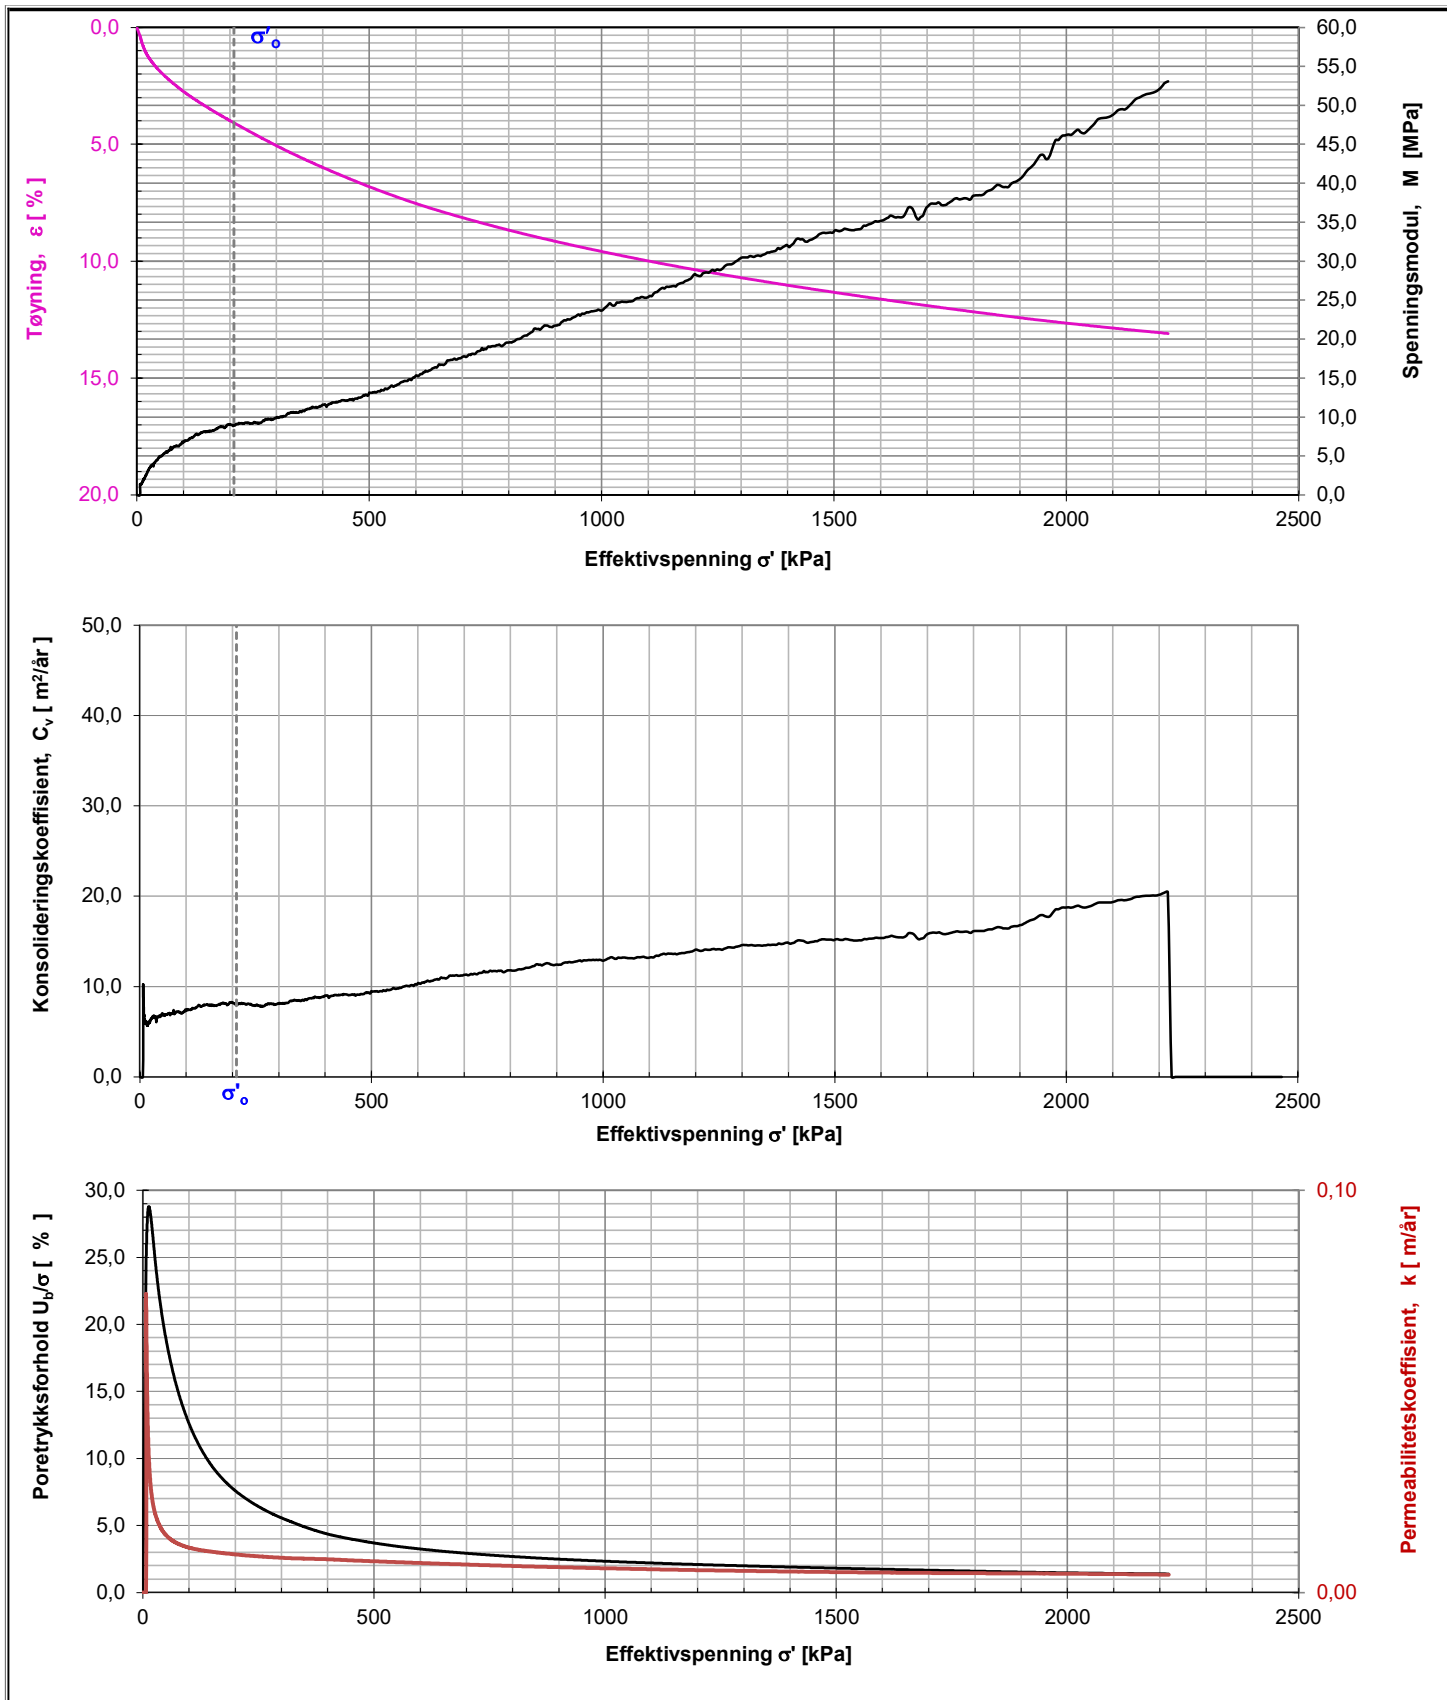 0,0
5,0
10,0
15,0
20,0
Tøyning, ε [ % ]
σ'o
60,0
55,0
50,0
45,0
40,0
35,0
30,0
25,0
20,0
15,0
10,0
5,0
0,0
Spenningsmodul, M [MPa]
0 500 1000 1500 2000 2500
Effektivspenning σ' [kPa]
50,0
40,0
30,0
20,0
10,0
0,0
Konsolideringskoeffisient, Cv [ m²/år ]
0 500 1000 1500 2000 2500
σ'o
Effektivspenning σ' [kPa]
30,0
25,0
20,0
15,0
10,0
5,0
0,0
Poretrykksforhold Ub/σ [ % ]
0,10
0,00
Permeabilitetskoeffisient, k [ m/år]
0 500 1000 1500 2000 2500
Effektivspenning σ' [kPa]